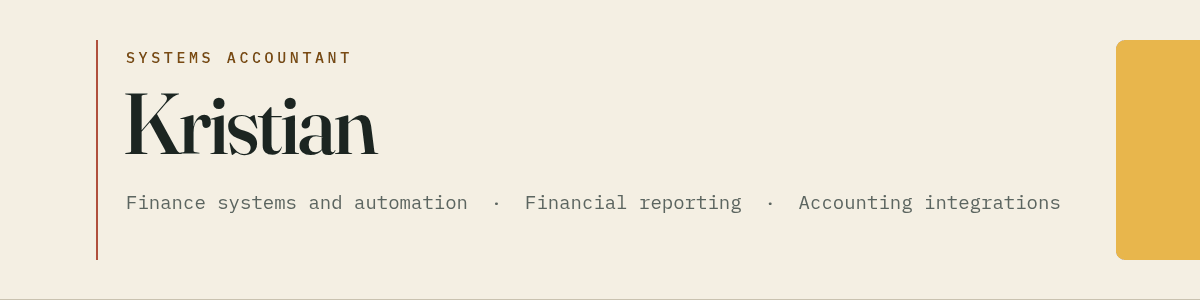 SYSTEMS ACCOUNTANT
Kristian
Finance systems and automation · Financial reporting · Accounting integrations